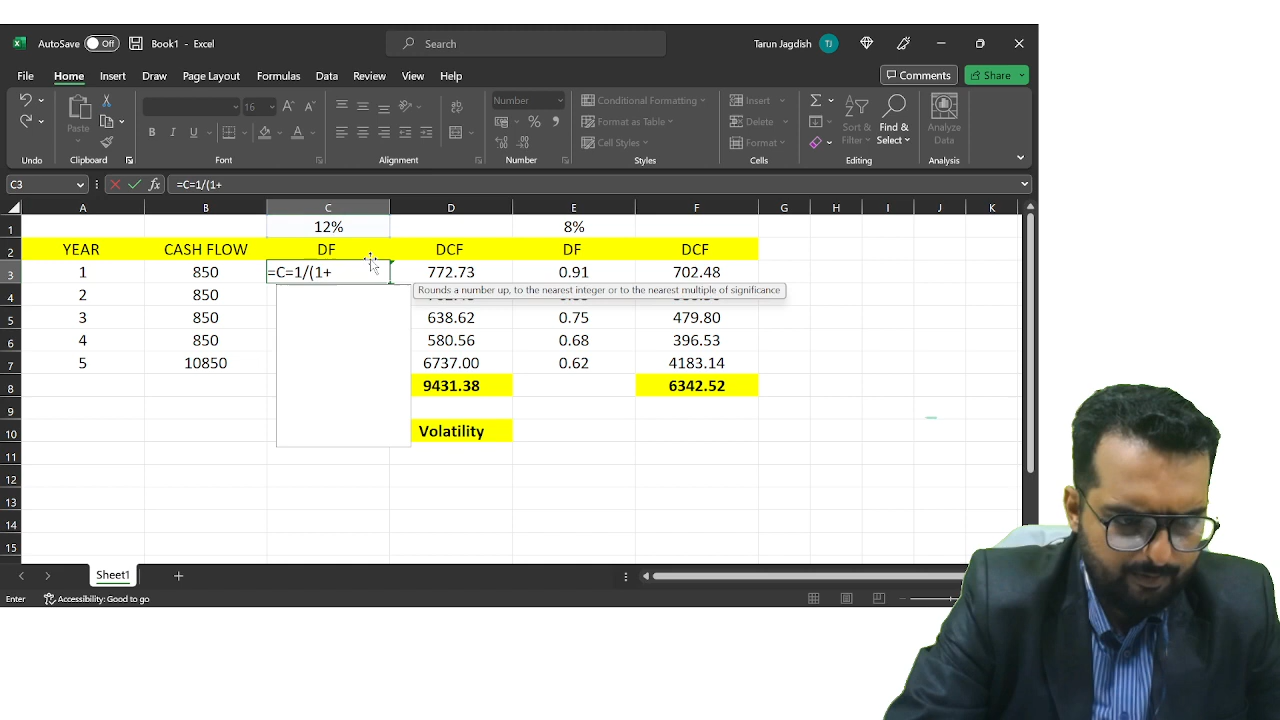 AutoSave Off Book1 - Excel Search Tarun Jagdish TJ
File Home Insert Draw Page Layout Formulas Data Review View Help Comments Share
16 A A Number Conditional Formatting Insert
Paste Format as Table Delete Sort & Find & Analyze
B I U A % Cell Styles Format Filter Select Data
Undo Clipboard Font Alignment Number Styles Cells Editing Analysis
C3 fx =C=1/(1+
A B C D E F G H I J K
1 12% 8%
2 YEAR CASH FLOW DF DCF DF DCF
3 1 850 =C=1/(1+ 772.73 0.91 702.48
Rounds a number up, to the nearest integer or to the nearest multiple of significance
4 2 850
5 3 850 638.62 0.75 479.80
6 4 850 580.56 0.68 396.53
7 5 10850 6737.00 0.62 4183.14
8 9431.38 6342.52
9
10 Volatility
11
12
13
14
15
Sheet1
Enter Accessibility: Good to go